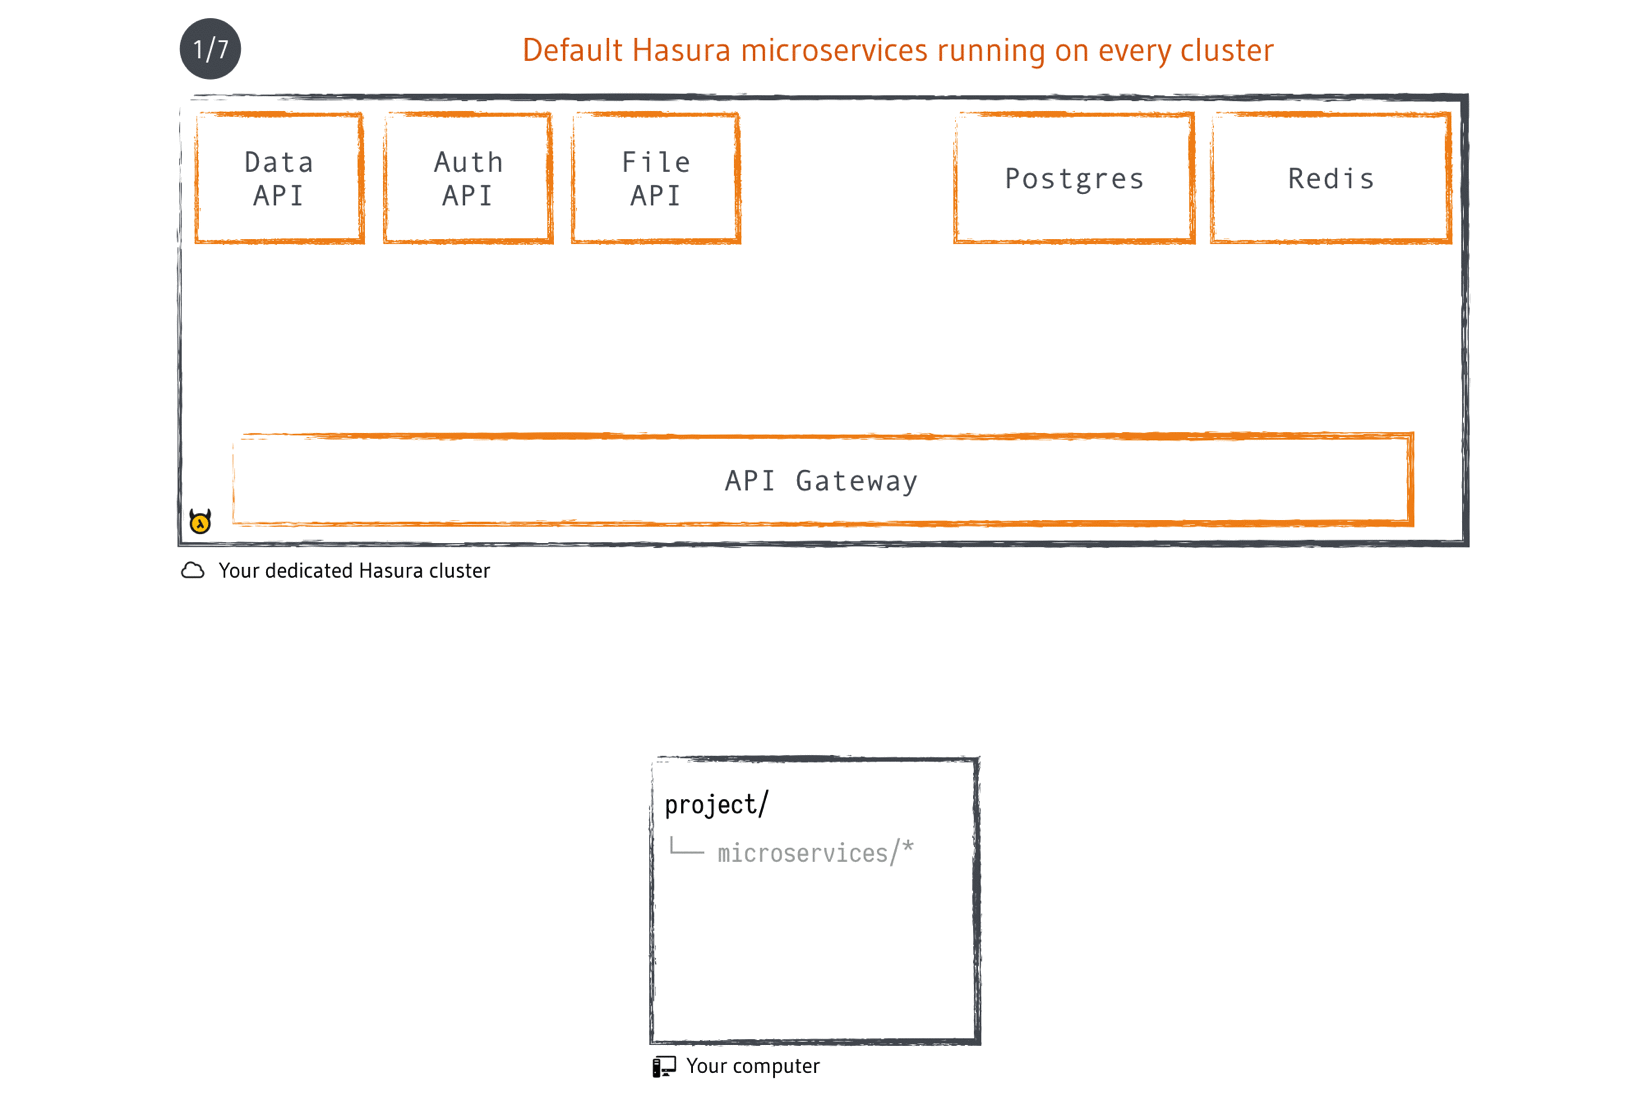 1/7
Default Hasura microservices running on every cluster
Data
API
Auth
API
File
API
Postgres
Redis
API Gateway
Your dedicated Hasura cluster
project/
└── microservices/*
Your computer